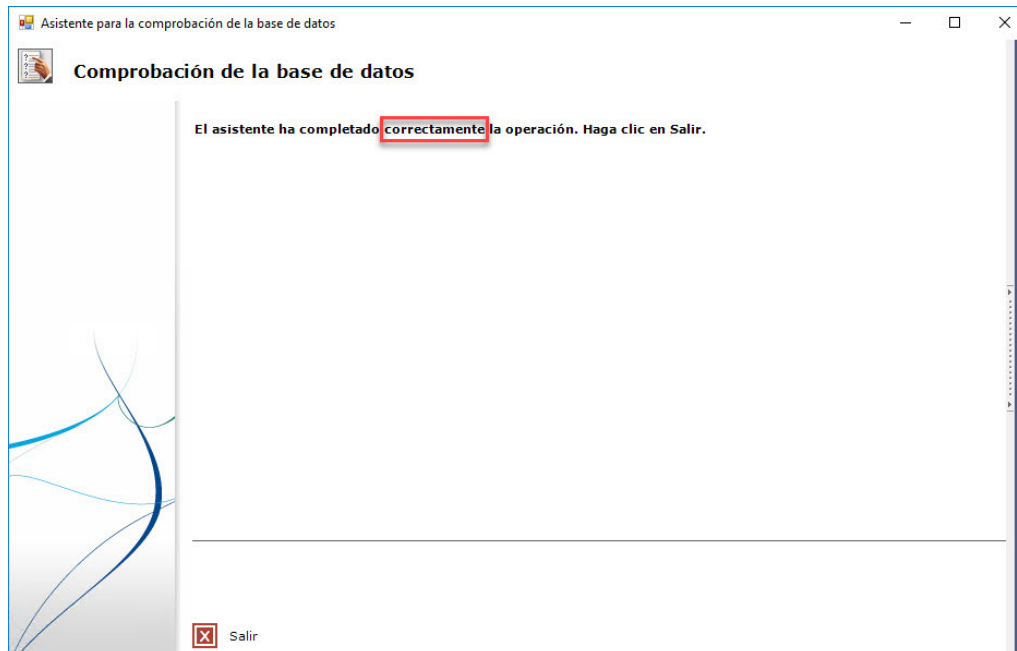 Asistente para la comprobación de la base de datos
Comprobación de la base de datos
El asistente ha completado correctamente la operación. Haga clic en Salir.
Salir